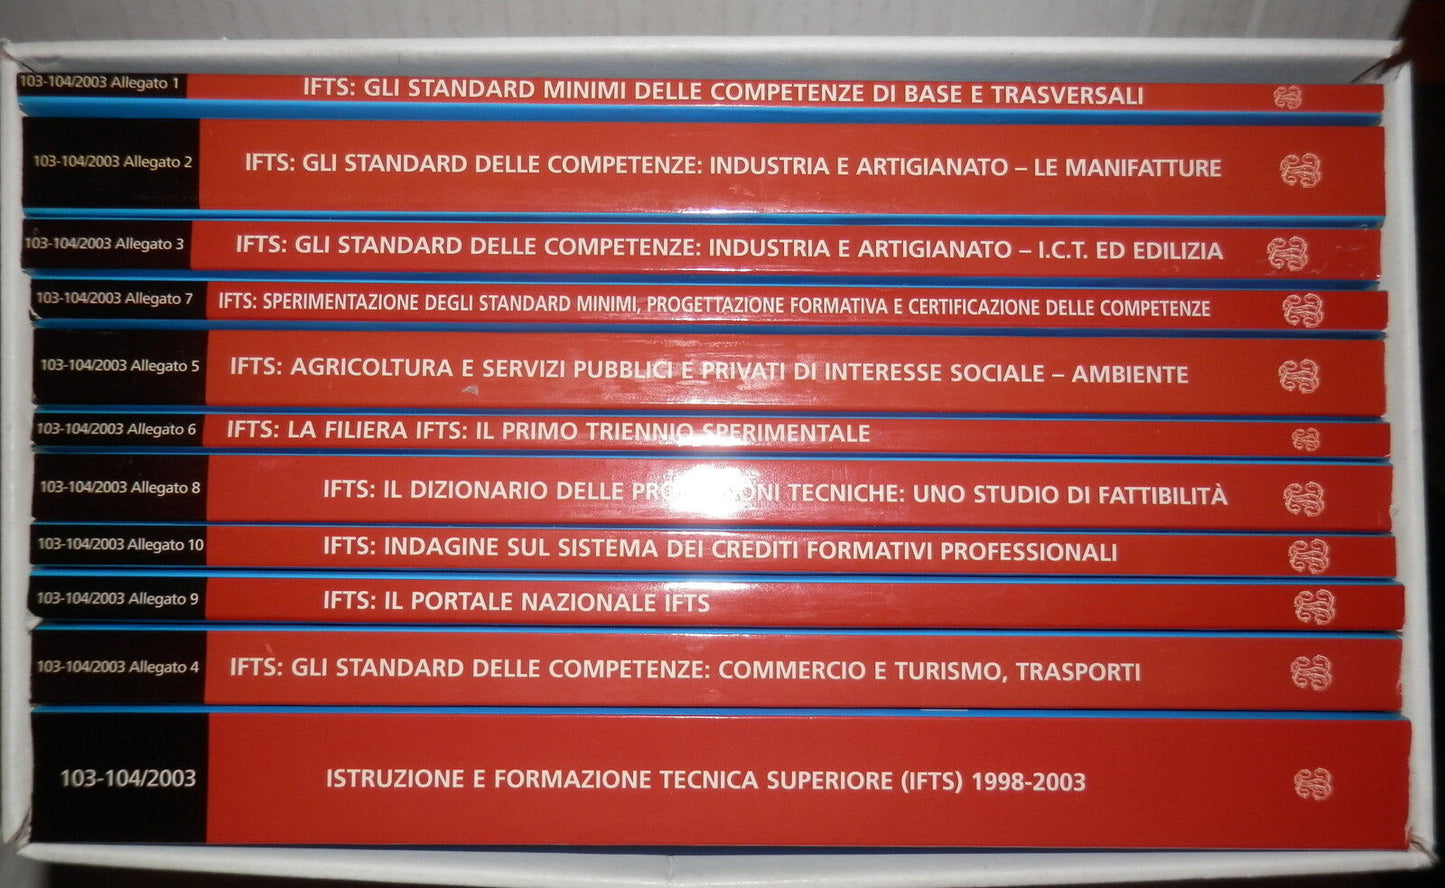 103-104/2003 Allegato 1 IFTS: GLI STANDARD MINIMI DELLE COMPETENZE DI BASE E TRASVERSALI
103-104/2003 Allegato 2 IFTS: GLI STANDARD DELLE COMPETENZE: INDUSTRIA E ARTIGIANATO – LE MANIFATTURE
103-104/2003 Allegato 3 IFTS: GLI STANDARD DELLE COMPETENZE: INDUSTRIA E ARTIGIANATO – I.C.T. ED EDILIZIA
103-104/2003 Allegato 7 IFTS: SPERIMENTAZIONE DEGLI STANDARD MINIMI, PROGETTAZIONE FORMATIVA E CERTIFICAZIONE DELLE COMPETENZE
103-104/2003 Allegato 5 IFTS: AGRICOLTURA E SERVIZI PUBBLICI E PRIVATI DI INTERESSE SOCIALE – AMBIENTE
103-104/2003 Allegato 6 IFTS: LA FILIERA IFTS: IL PRIMO TRIENNIO SPERIMENTALE
103-104/2003 Allegato 8 IFTS: IL DIZIONARIO DELLE TECNICHE: UNO STUDIO DI FATTIBILITÀ
103-104/2003 Allegato 10 IFTS: INDAGINE SUL SISTEMA DEI CREDITI FORMATIVI PROFESSIONALI
103-104/2003 Allegato 9 IFTS: IL PORTALE NAZIONALE IFTS
103-104/2003 Allegato 4 IFTS: GLI STANDARD DELLE COMPETENZE: COMMERCIO E TURISMO, TRASPORTI
103-104/2003 ISTRUZIONE E FORMAZIONE TECNICA SUPERIORE (IFTS) 1998-2003